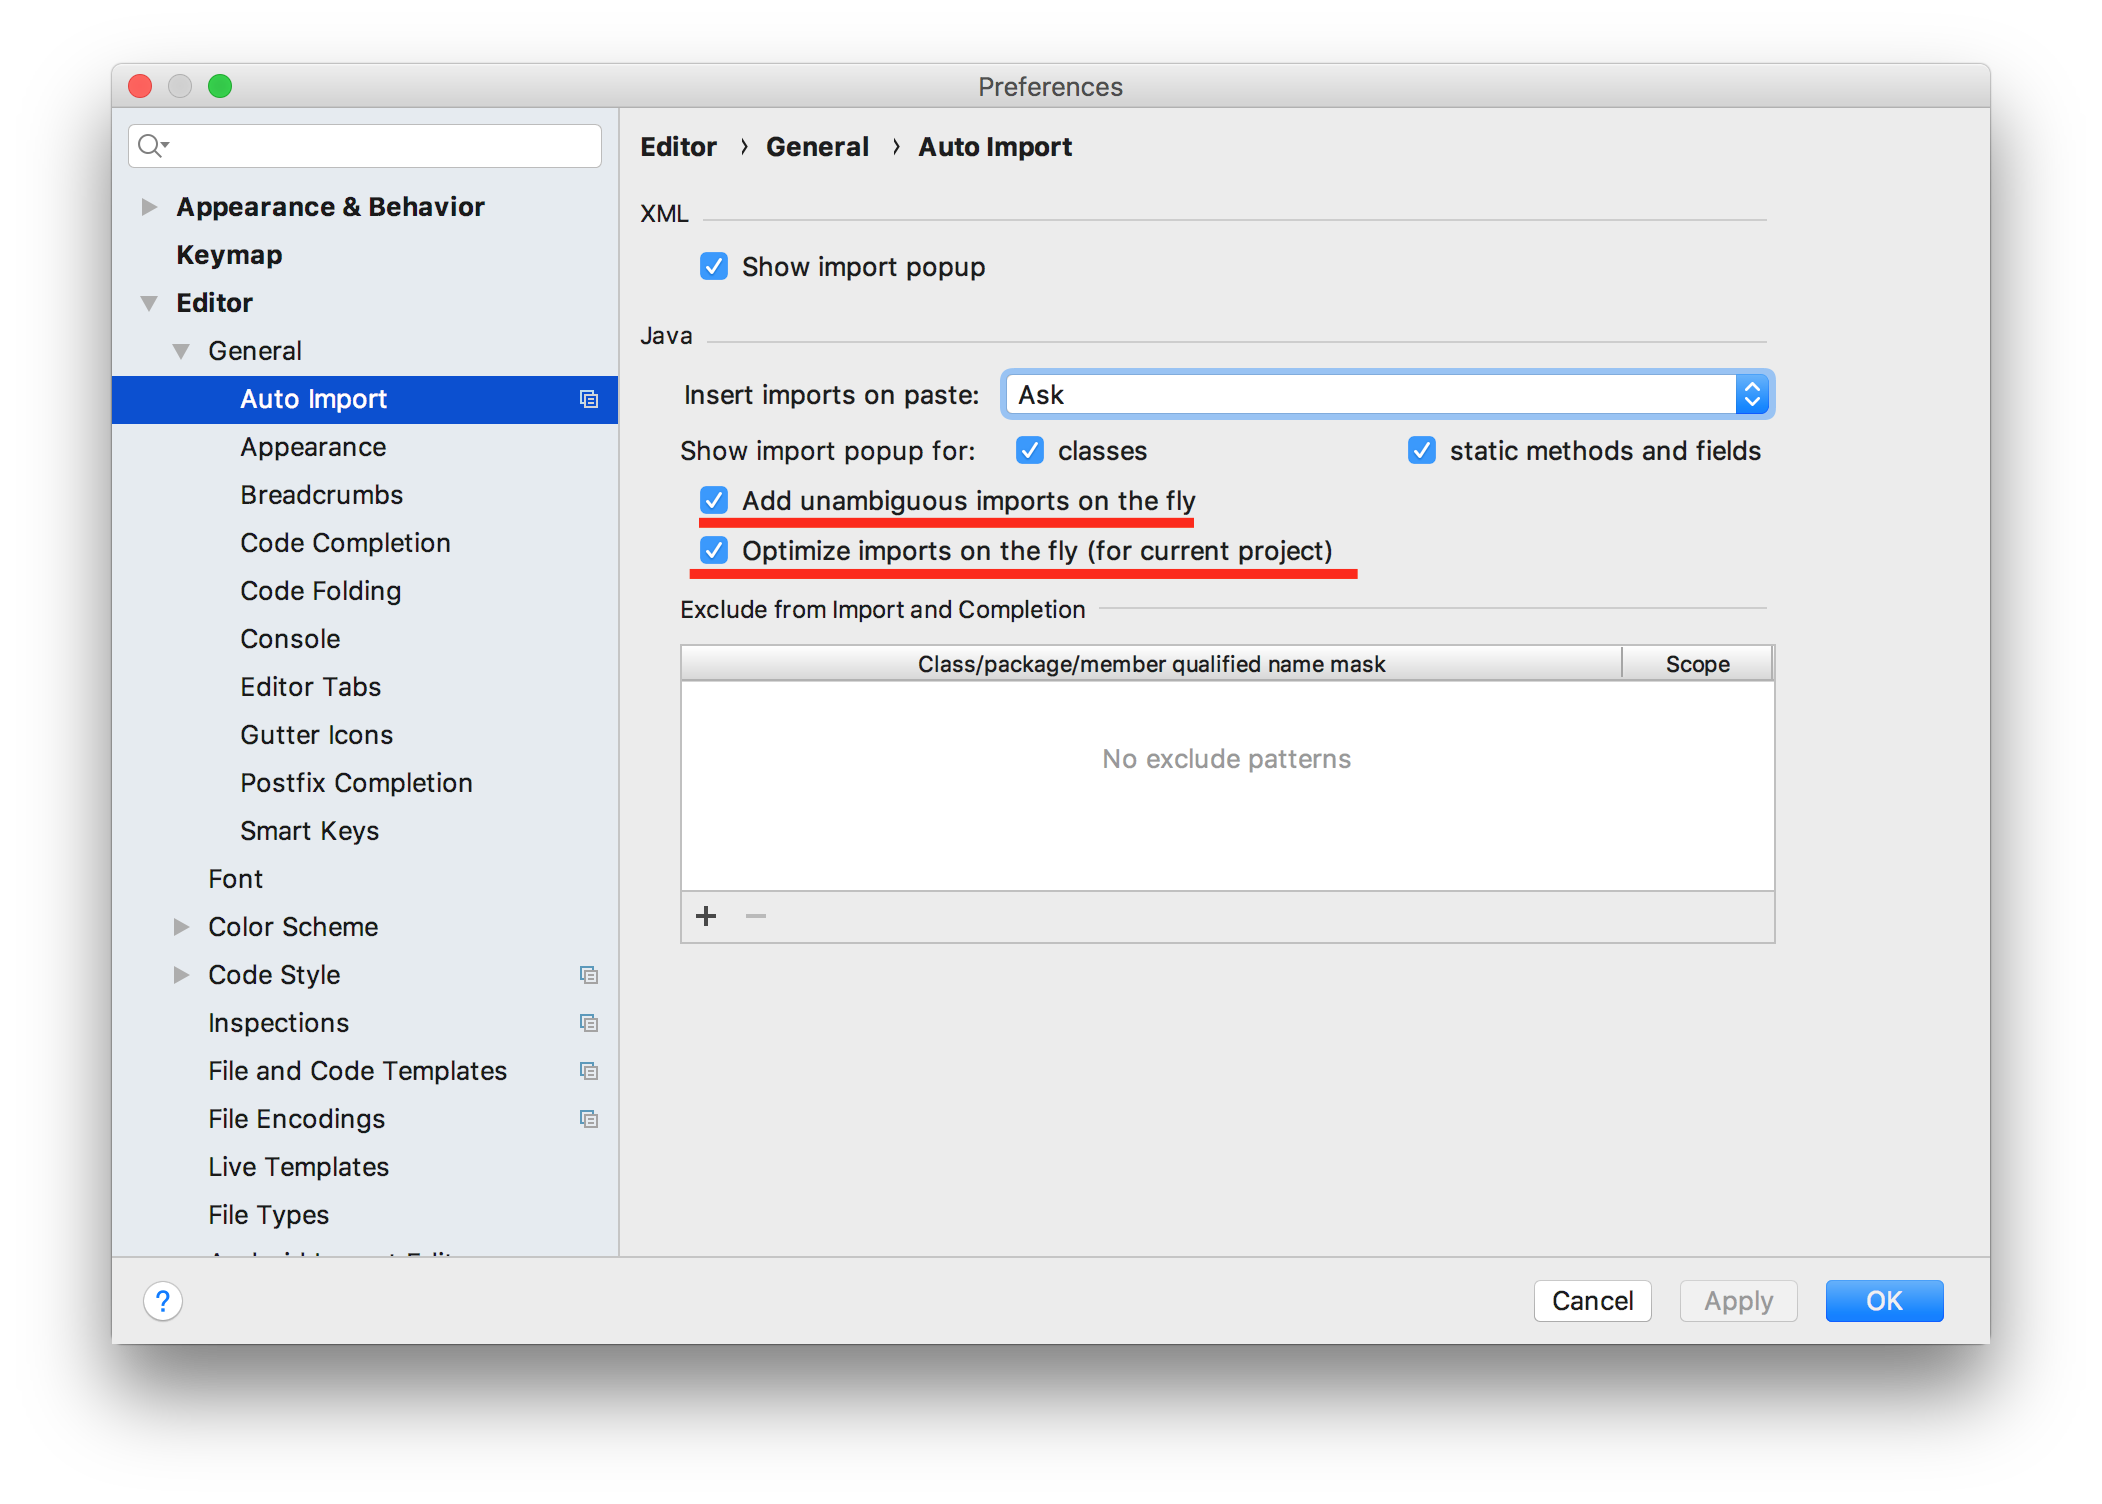 Preferences
Appearance & Behavior
Keymap
Editor
General
Auto Import
Appearance
Breadcrumbs
Code Completion
Code Folding
Console
Editor Tabs
Gutter Icons
Postfix Completion
Smart Keys
Font
Color Scheme
Code Style
Inspections
File and Code Templates
File Encodings
Live Templates
File Types
Editor › General › Auto Import
XML
Show import popup
Java
Insert imports on paste: Ask
Show import popup for: classes static methods and fields
Add unambiguous imports on the fly
Optimize imports on the fly (for current project)
Exclude from Import and Completion
Class/package/member qualified name mask Scope
No exclude patterns
? Cancel Apply OK